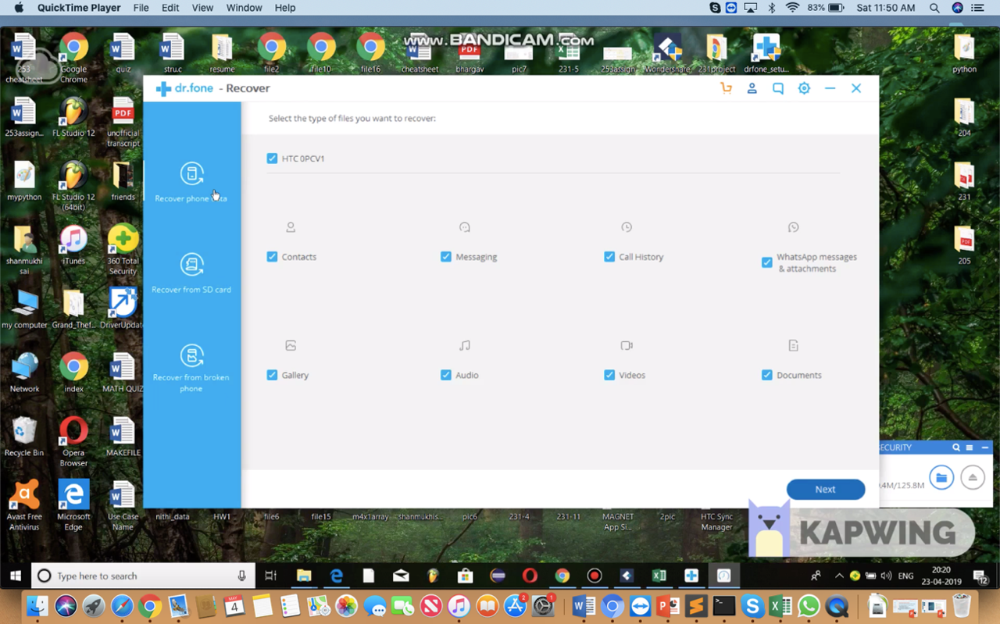 QuickTime Player File Edit View Window Help
83% Sat 11:50 AM
www.BANDICAM.com
253
cheatsheet
Google
Chrome
quiz
stru.c
resume
file2
file10
file16
cheatsheet
bhargav
pic7
231-5
253assign
Wondershare
231project
drfone_setu...
python
dr.fone - Recover
Select the type of files you want to recover:
HTC 0PCV1
Contacts
Messaging
Call History
WhatsApp messages
& attachments
Gallery
Audio
Videos
Documents
Next
Recover phone
Recover from SD card
Recover from broken
phone
253assign...
FL Studio 12
PDF
unofficial
transcript
mypython
FL Studio 12
(64bit)
friends
shanmukhi
sai
iTunes
360 Total
Security
my computer
Grand_Thef...
DriverUpdat
Network
index
MATH QUIZ
Recycle Bin
Opera
Browser
MAKEFILE
Avast Free
Antivirus
Microsoft
Edge
Use Case
Name
204
231
205
nithi_data
HW1
file6
file15
m4x1array
shanmukhis...
pic6
231-4
231-11
MAGNET
App Si...
2pic
HTC Sync
Manager
.4M/125.8M
KAPWING
Type here to search
ENG
20:20
23-04-2019
12
MAY
4
2
1